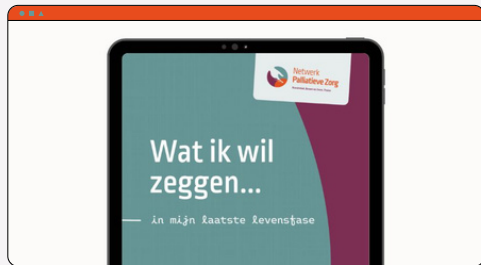 Netwerk
Palliatieve Zorg
Wat ik wil
zeggen...
in mijn laatste levensfase